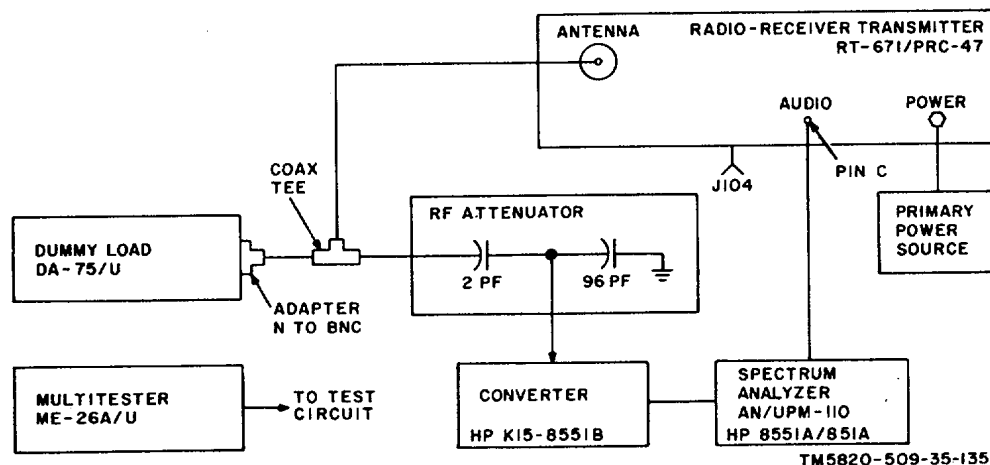 RADIO-RECEIVER TRANSMITTER
RT-671/PRC-47
ANTENNA
AUDIO
POWER
PIN C
J104
COAX
TEE
RF ATTENUATOR
PRIMARY
POWER
SOURCE
DUMMY LOAD
DA-75/U
2 PF
96 PF
ADAPTER
N TO BNC
MULTITESTER
ME-26A/U
TO TEST
CIRCUIT
CONVERTER
HP K15-8551B
SPECTRUM
ANALYZER
AN/UPM-110
HP 8551A/851A
TM5820-509-35-135